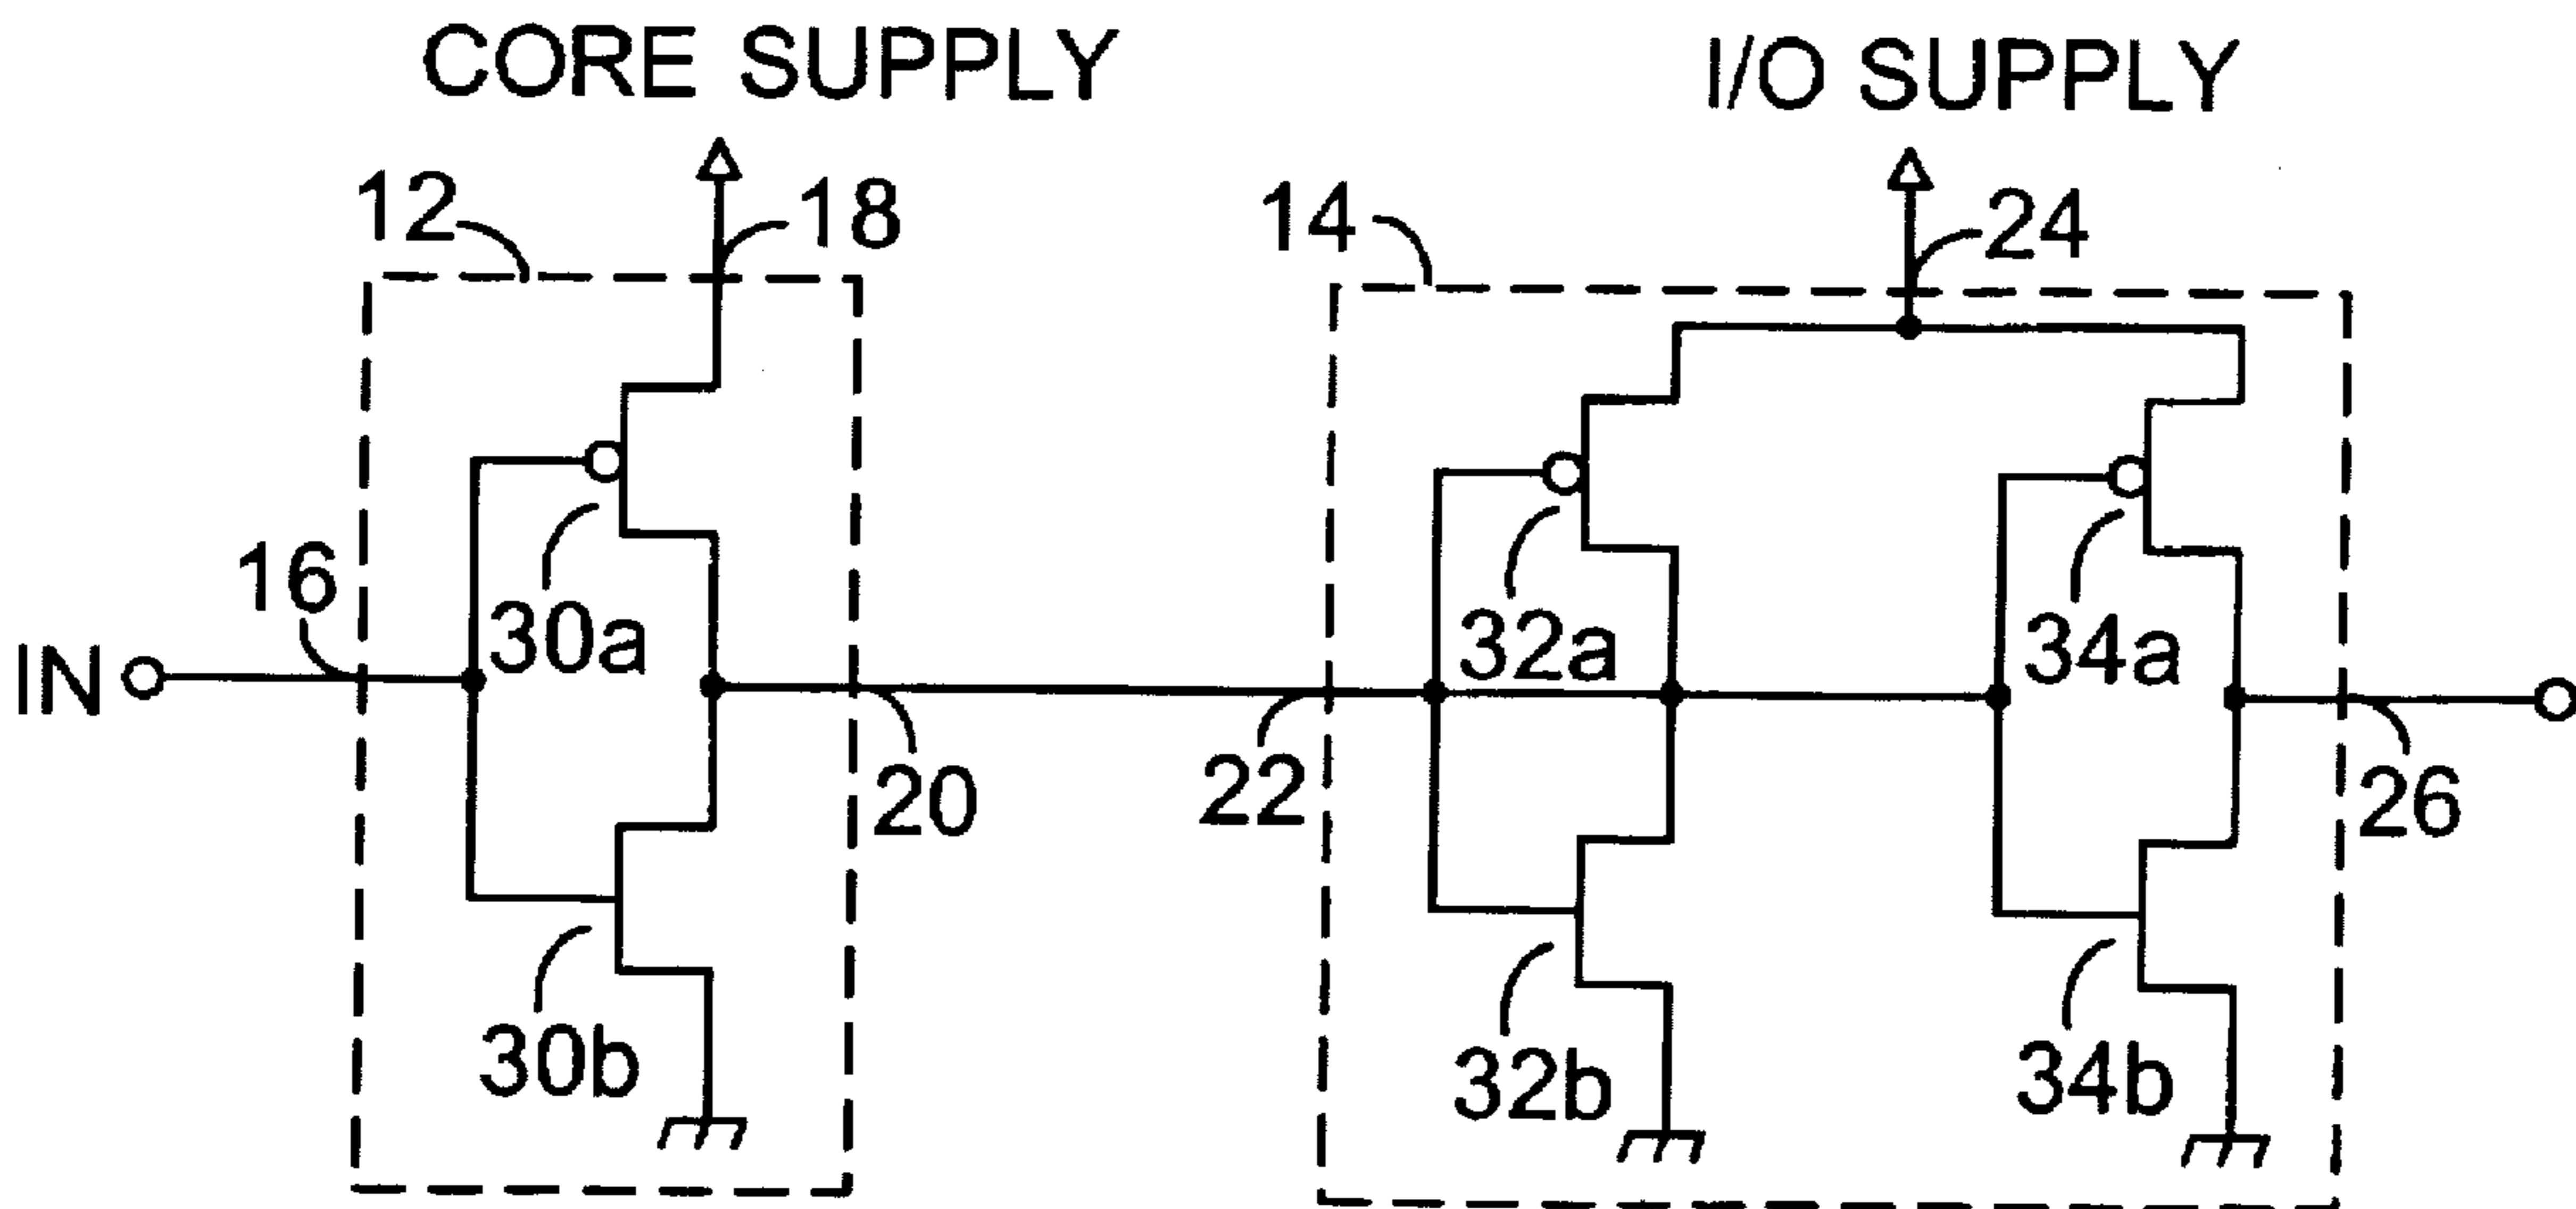 CORE SUPPLY
I/O SUPPLY
12
18
14
24
16
30a
32a
34a
IN
20
22
26
30b
32b
34b